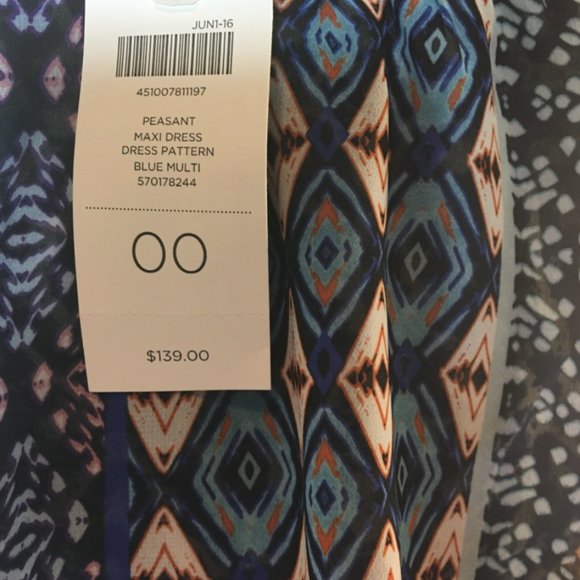 JUN1-16
451007811197
PEASANT
MAXI DRESS
DRESS PATTERN
BLUE MULTI
570178244
00
$139.00